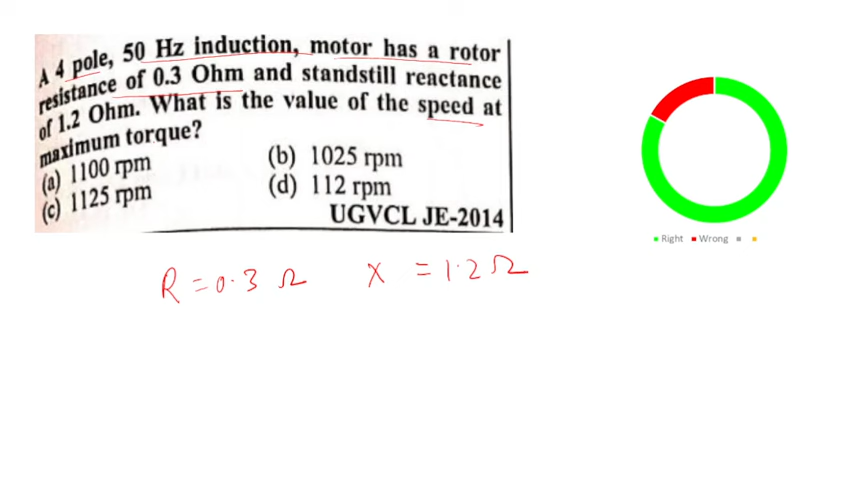 A 4 pole, 50 Hz induction, motor has a rotor
resistance of 0.3 Ohm and standstill reactance
of 1.2 Ohm. What is the value of the speed at
maximum torque?
(a) 1100 rpm (b) 1025 rpm
(c) 1125 rpm (d) 112 rpm
UGVCL JE-2014
Right Wrong
R = 0.3 Ω X = 1.2 Ω